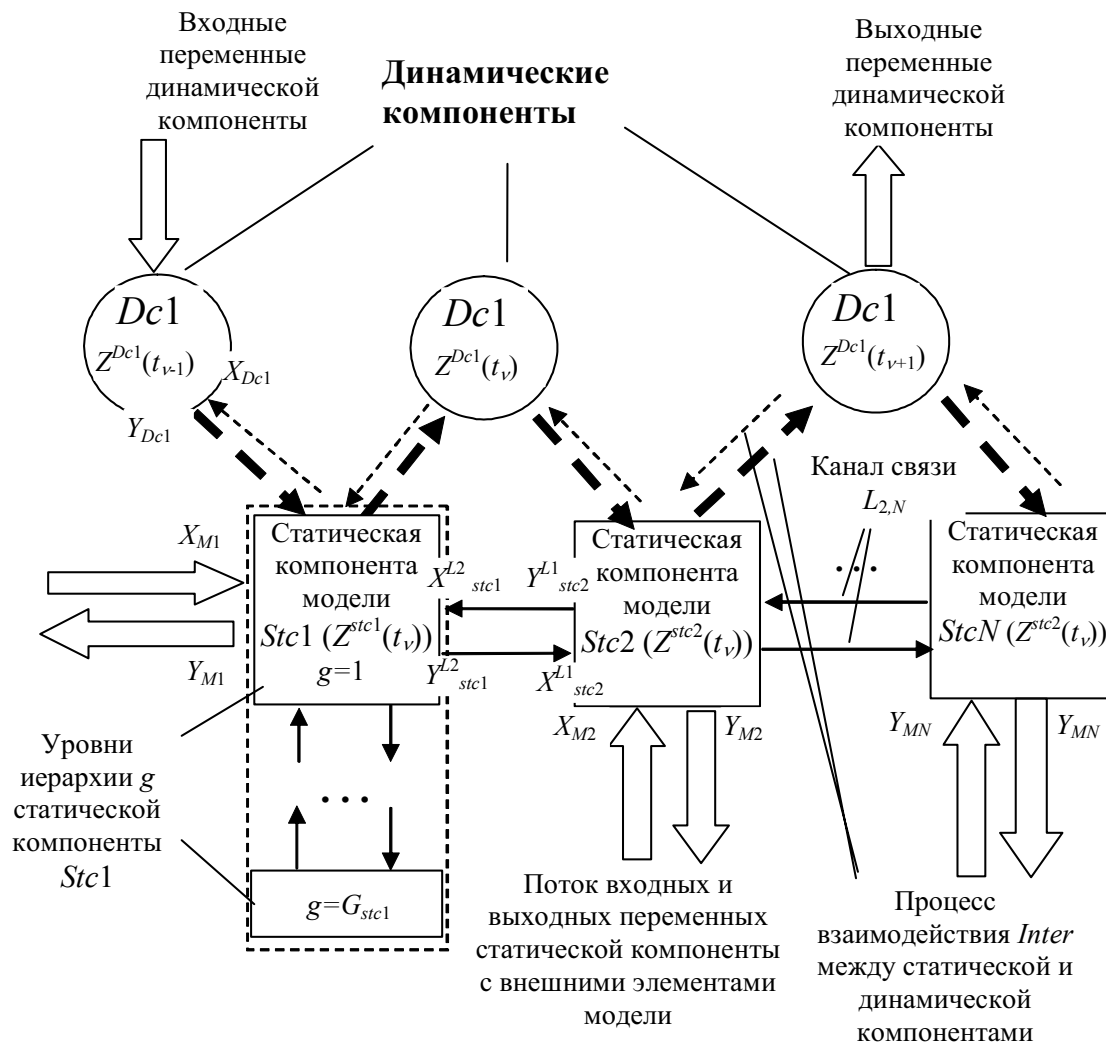 Входные
переменные
динамической
компоненты
Динамические
компоненты
Выходные
переменные
динамической
компоненты
Dc1
Z^{Dc1}(t_{ν-1})
X_{Dc1}
Y_{Dc1}
Dc1
Z^{Dc1}(t_ν)
Dc1
Z^{Dc1}(t_{ν+1})
Канал связи
L_{2,N}
X_{M1}
Y_{M1}
Статическая
компонента
модели
Stc1 (Z^{stc1}(t_ν))
g=1
X^{L2}_{stc1}
Y^{L1}_{stc2}
Y^{L2}_{stc1}
X^{L1}_{stc2}
Статическая
компонента
модели
Stc2 (Z^{stc2}(t_ν))
...
Статическая
компонента
модели
StcN (Z^{stc2}(t_ν))
X_{M2}
Y_{M2}
Y_{MN}
Y_{MN}
Уровни
иерархии g
статической
компоненты
Stc1
...
g=G_{stc1}
Поток входных и
выходных переменных
статической компоненты
с внешними элементами
модели
Процесс
взаимодействия Inter
между статической и
динамической
компонентами